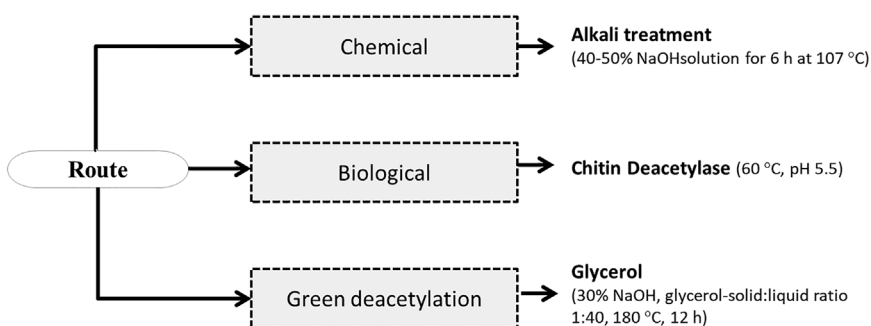 Chemical
Alkali treatment
(40-50% NaOHsolution for 6 h at 107 °C)
Route
Biological
Chitin Deacetylase (60 °C, pH 5.5)
Green deacetylation
Glycerol
(30% NaOH, glycerol-solid:liquid ratio
1:40, 180 °C, 12 h)